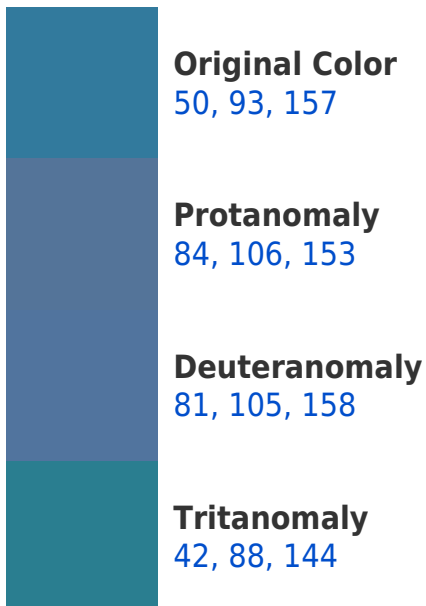 Original Color
50, 93, 157
Protanomaly
84, 106, 153
Deuteranomaly
81, 105, 158
Tritanomaly
42, 88, 144